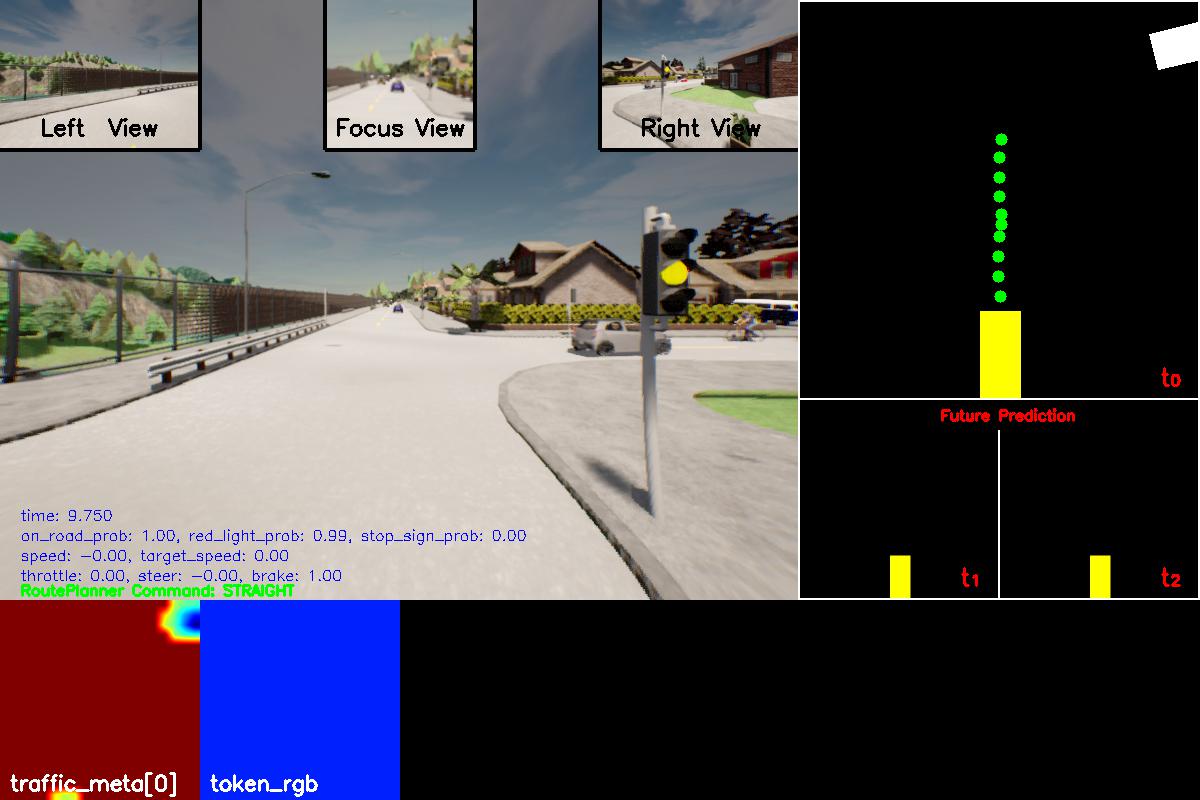 Left View
Focus View
Right View
time: 9.750
on_road_prob: 1.00, red_light_prob: 0.99, stop_sign_prob: 0.00
speed: -0.00, target_speed: 0.00
throttle: 0.00, steer: -0.00, brake: 1.00
RoutePlanner Command: STRAIGHT
t0
Future Prediction
t1
t2
traffic_meta[0]
token_rgb